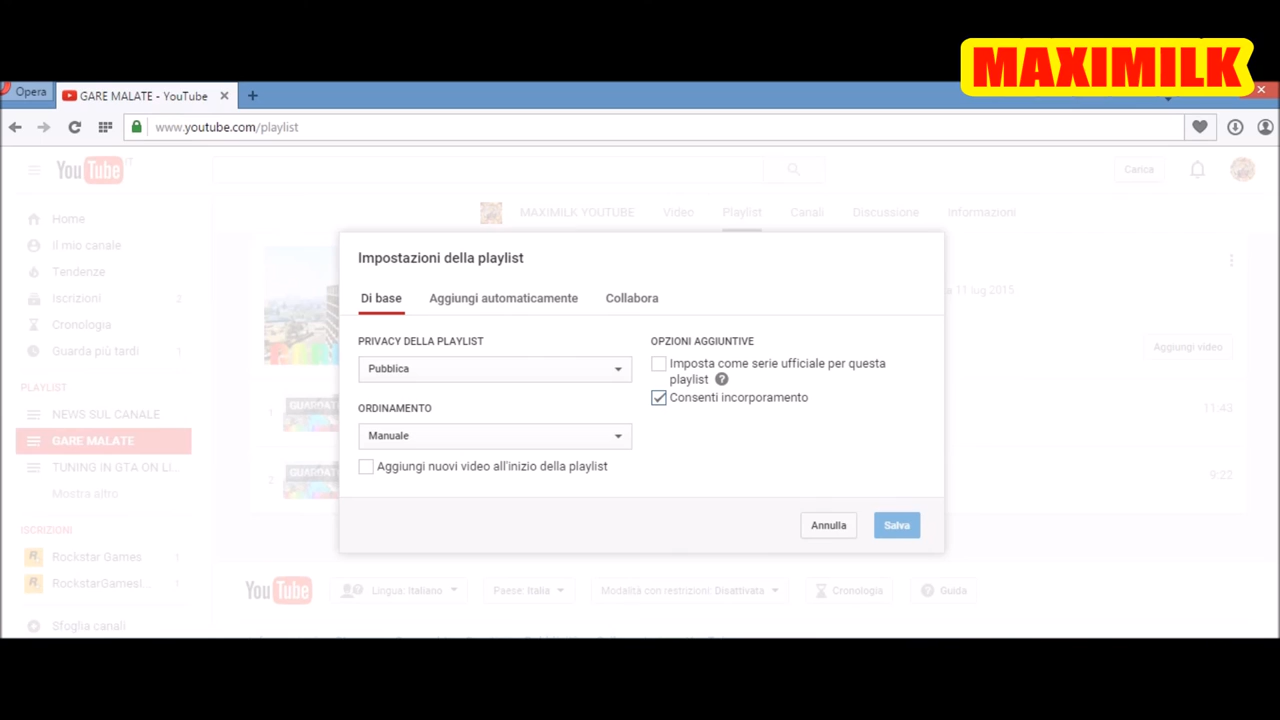 MAXIMILK
Opera
GARE MALATE - YouTube
www.youtube.com/playlist
YouTube IT
Carica
Home
MAXIMILK YOUTUBE Video Playlist Canali Discussione Informazioni
Il mio canale
Tendenze
Iscrizioni 2
Cronologia
Guarda più tardi 1
PLAYLIST
NEWS SUL CANALE
GARE MALATE
TUNING IN GTA ON LI...
Mostra altro
ISCRIZIONI
Rockstar Games 1
RockstarGamesI... 1
Sfoglia canali
Impostazioni della playlist
Di base Aggiungi automaticamente Collabora
PRIVACY DELLA PLAYLIST
Pubblica
ORDINAMENTO
Manuale
Aggiungi nuovi video all'inizio della playlist
OPZIONI AGGIUNTIVE
Imposta come serie ufficiale per questa
playlist ?
Consenti incorporamento
Annulla Salva
11 lug 2015
Aggiungi video
1 GUARDAT 11:43
2 GUARDAT 9:22
YouTube Lingua: Italiano Paese: Italia Modalità con restrizioni: Disattivata Cronologia Guida